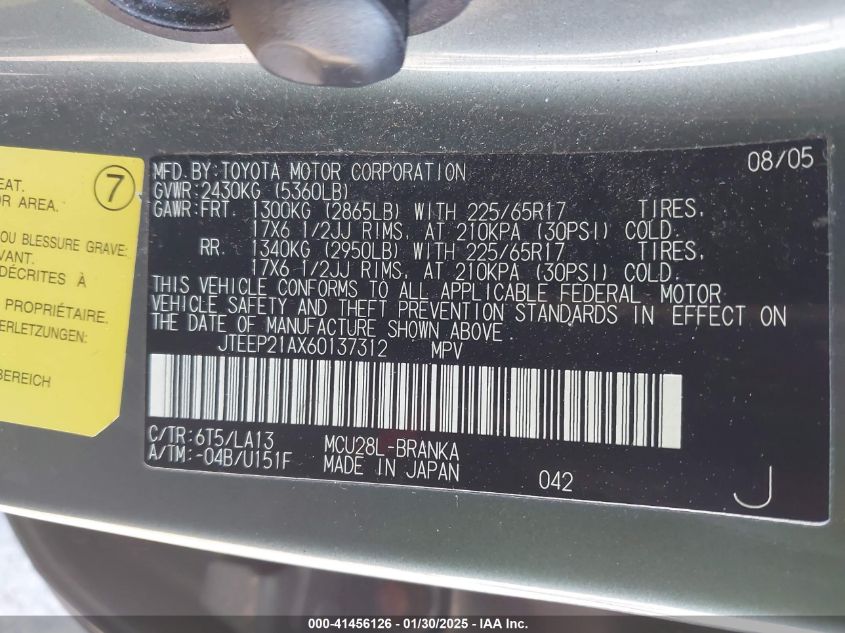 EAT.
OR AREA.
7
OU BLESSURE GRAVE:
VANT.
DÉCRITES À
PROPRIÉTAIRE.
ERLETZUNGEN:
BEREICH
MFD.BY:TOYOTA MOTOR CORPORATION 08/05
GVWR:2430KG (5360LB)
GAWR:FRT. 1300KG (2865LB) WITH 225/65R17 TIRES,
17X6 1/2JJ RIMS, AT 210KPA (30PSI) COLD.
RR. 1340KG (2950LB) WITH 225/65R17 TIRES,
17X6 1/2JJ RIMS, AT 210KPA (30PSI) COLD.
THIS VEHICLE CONFORMS TO ALL APPLICABLE FEDERAL MOTOR
VEHICLE SAFETY AND THEFT PREVENTION STANDARDS IN EFFECT ON
THE DATE OF MANUFACTURE SHOWN ABOVE.
JTEEP21AX60137312 MPV
C/TR:6T5/LA13 MCU28L-BRANKA
A/TM:-04B/U151F MADE IN JAPAN 042 J
000-41456126 - 01/30/2025 - IAA Inc.